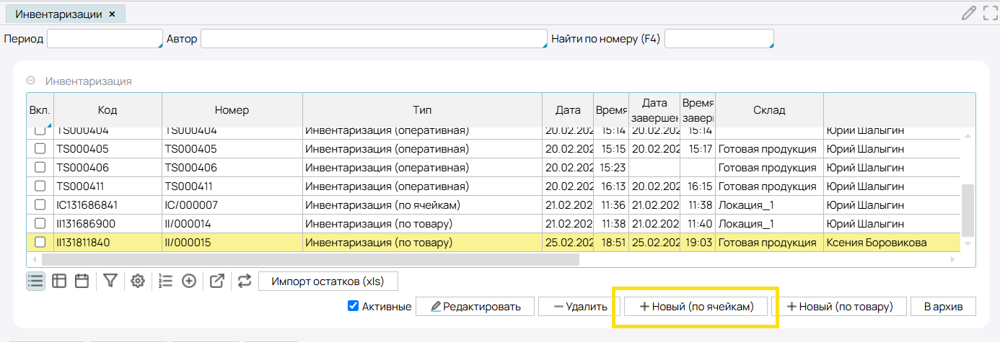 Инвентаризации ×
Период Автор Найти по номеру (F4)
Инвентаризация
Вкл. Код Номер Тип Дата Время Дата завершен Время заверш Склад
TS000404 TS000404 Инвентаризация (оперативная) 20.02.202 15:14 20.02.202 15:14 Юрий Шалыгин
TS000405 TS000405 Инвентаризация (оперативная) 20.02.202 15:15 20.02.202 15:17 Готовая продукция Юрий Шалыгин
TS000406 TS000406 Инвентаризация (оперативная) 20.02.202 15:23 Готовая продукция Юрий Шалыгин
TS000411 TS000411 Инвентаризация (оперативная) 20.02.202 16:13 20.02.202 16:15 Готовая продукция Юрий Шалыгин
IC131686841 IC/000007 Инвентаризация (по ячейкам) 21.02.202 11:36 21.02.202 11:38 Локация_1 Юрий Шалыгин
II131686900 II/000014 Инвентаризация (по товару) 21.02.202 11:38 21.02.202 11:40 Локация_1 Юрий Шалыгин
II131811840 II/000015 Инвентаризация (по товару) 25.02.202 18:51 25.02.202 19:03 Готовая продукция Ксения Боровикова
Импорт остатков (xls)
Активные Редактировать Удалить Новый (по ячейкам) Новый (по товару) В архив